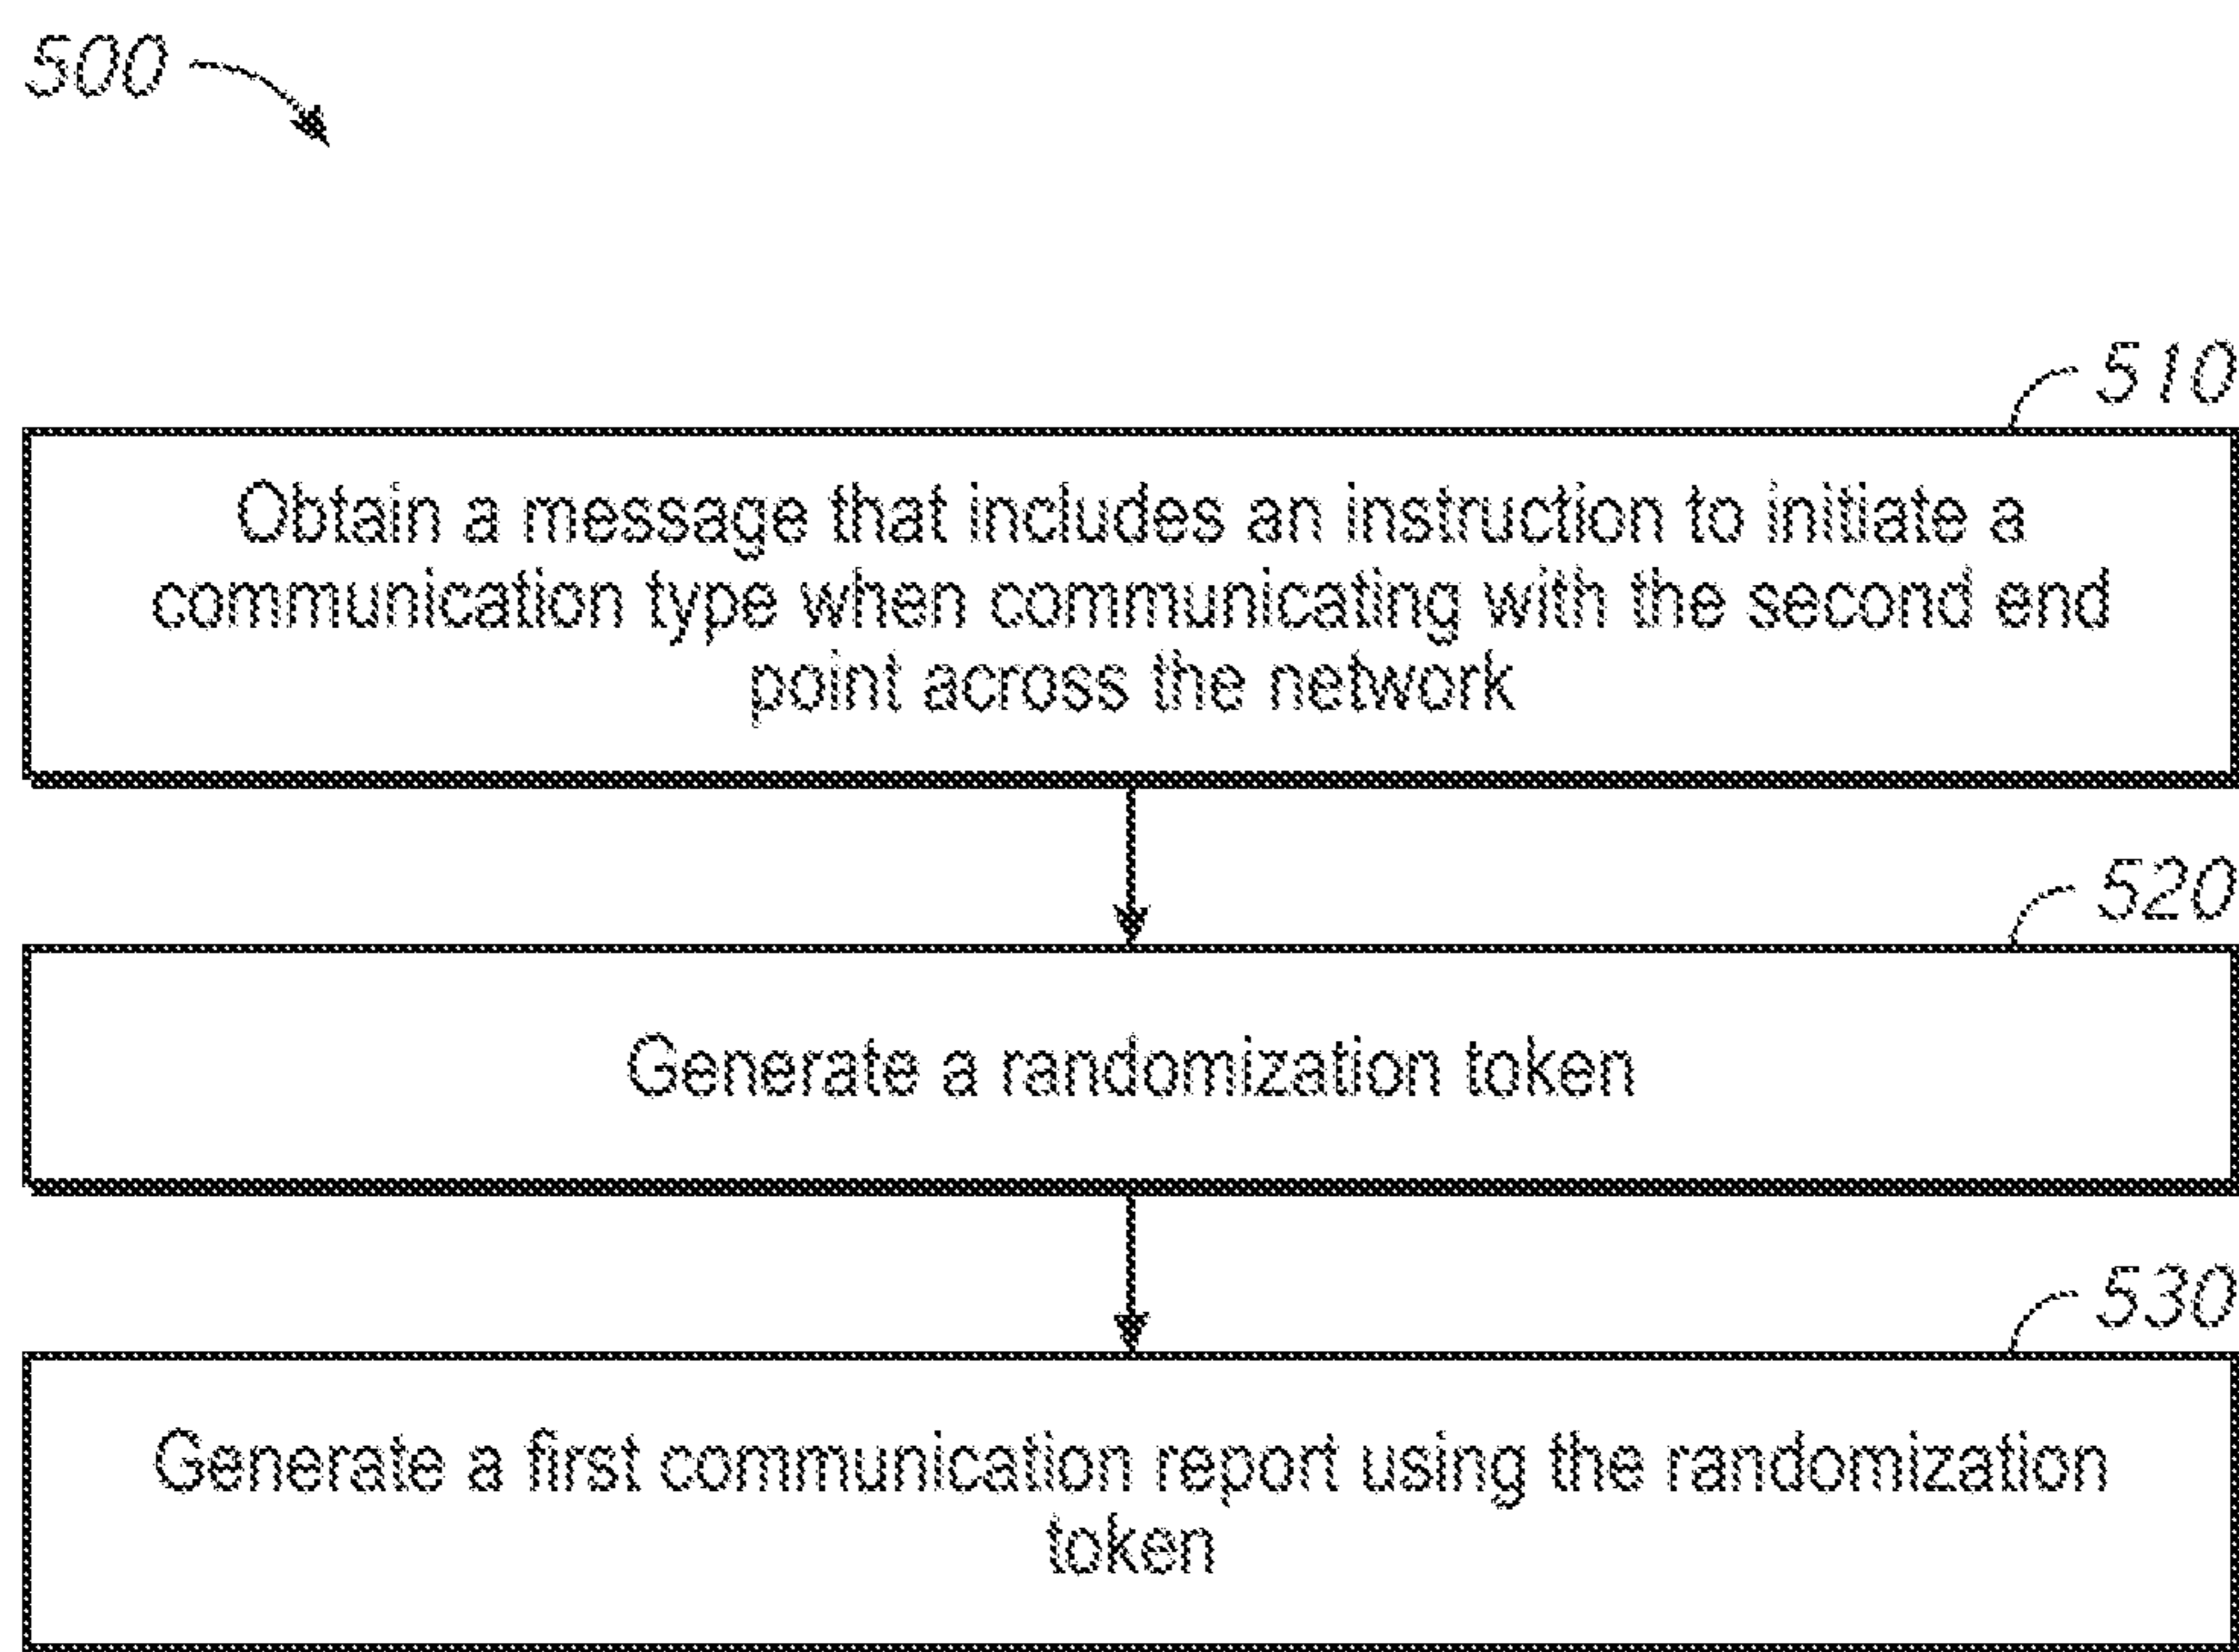 500
510
Obtain a message that includes an instruction to initiate a
communication type when communicating with the second end
point across the network
520
Generate a randomization token
530
Generate a first communication report using the randomization
token